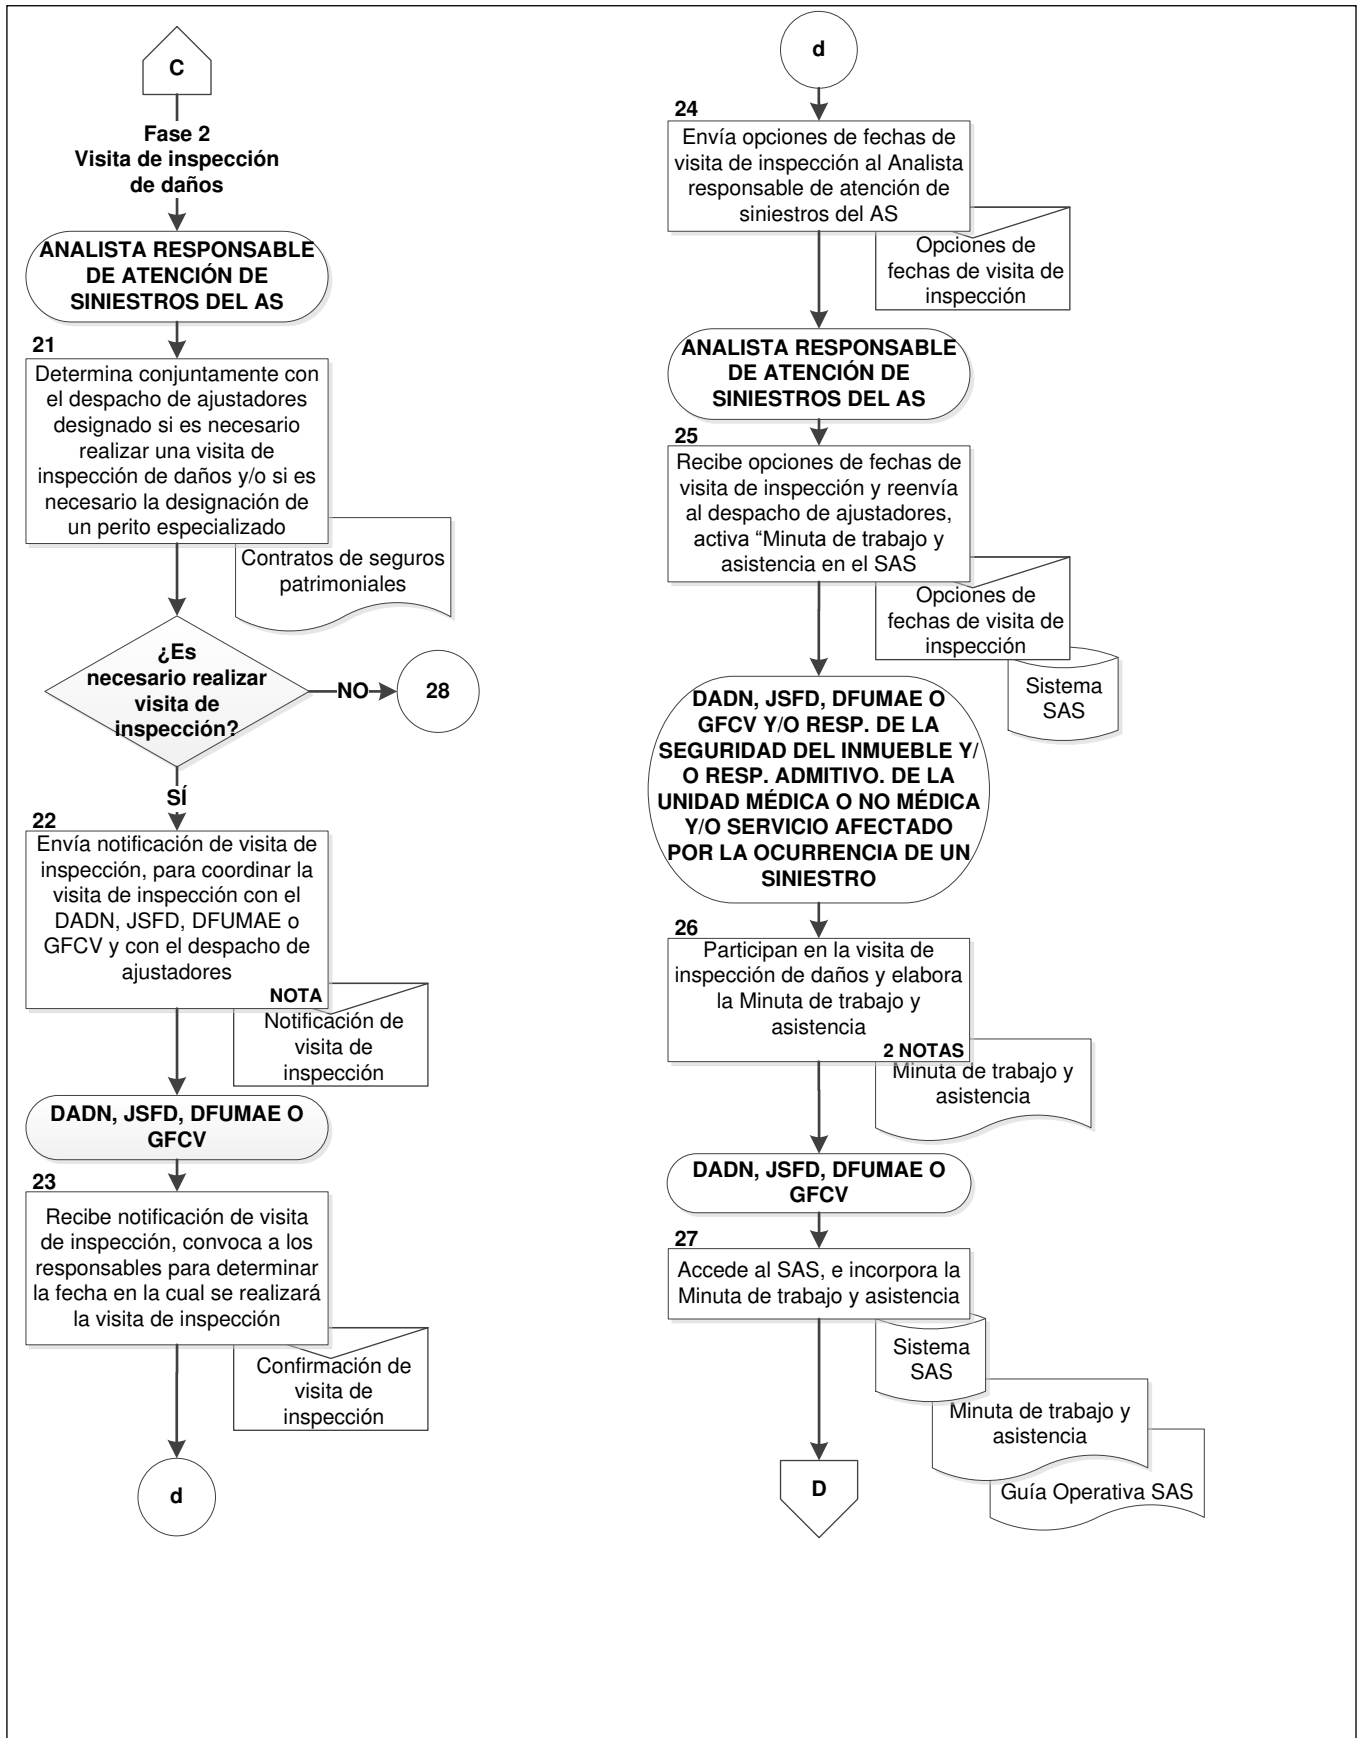 C
Fase 2
Visita de inspección
de daños
ANALISTA RESPONSABLE
DE ATENCIÓN DE
SINIESTROS DEL AS
21
Determina conjuntamente con
el despacho de ajustadores
designado si es necesario
realizar una visita de
inspección de daños y/o si es
necesario la designación de
un perito especializado
Contratos de seguros
patrimoniales
¿Es
necesario realizar
visita de
inspección?
NO
28
SÍ
22
Envía notificación de visita de
inspección, para coordinar la
visita de inspección con el
DADN, JSFD, DFUMAE o
GFCV y con el despacho de
ajustadores
NOTA
Notificación de
visita de
inspección
DADN, JSFD, DFUMAE O
GFCV
23
Recibe notificación de visita
de inspección, convoca a los
responsables para determinar
la fecha en la cual se realizará
la visita de inspección
Confirmación de
visita de
inspección
d
d
24
Envía opciones de fechas de
visita de inspección al Analista
responsable de atención de
siniestros del AS
Opciones de
fechas de visita de
inspección
ANALISTA RESPONSABLE
DE ATENCIÓN DE
SINIESTROS DEL AS
25
Recibe opciones de fechas de
visita de inspección y reenvía
al despacho de ajustadores,
activa “Minuta de trabajo y
asistencia en el SAS
Opciones de
fechas de visita de
inspección
Sistema
SAS
DADN, JSFD, DFUMAE O
GFCV Y/O RESP. DE LA
SEGURIDAD DEL INMUEBLE Y/
O RESP. ADMITIVO. DE LA
UNIDAD MÉDICA O NO MÉDICA
Y/O SERVICIO AFECTADO
POR LA OCURRENCIA DE UN
SINIESTRO
26
Participan en la visita de
inspección de daños y elabora
la Minuta de trabajo y
asistencia
2 NOTAS
Minuta de trabajo y
asistencia
DADN, JSFD, DFUMAE O
GFCV
27
Accede al SAS, e incorpora la
Minuta de trabajo y asistencia
Sistema
SAS
Minuta de trabajo y
asistencia
Guía Operativa SAS
D